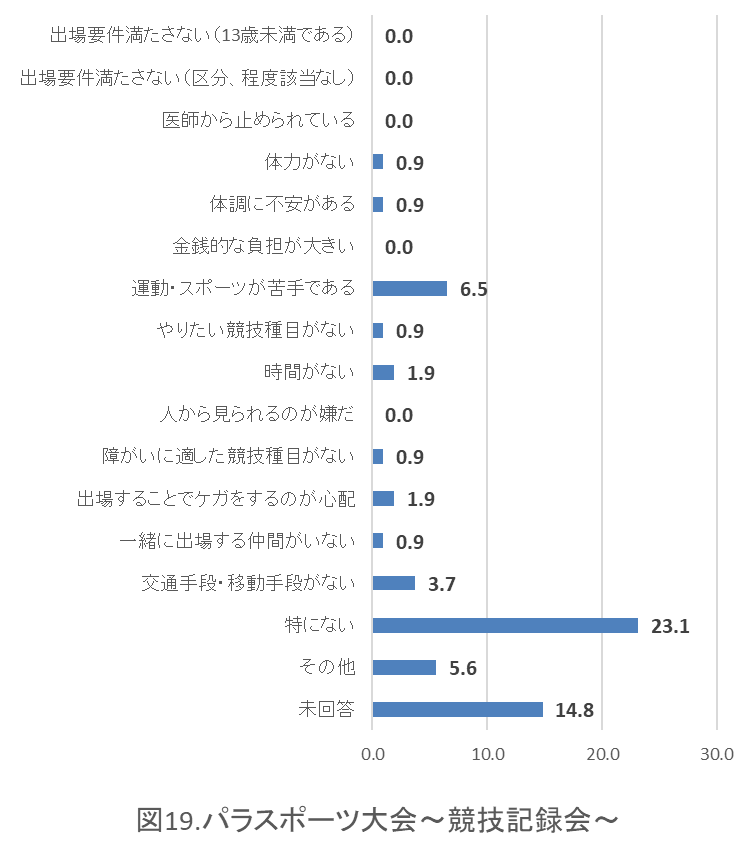 出場要件満たさない（13歳未満である） 0.0
出場要件満たさない（区分、程度該当なし） 0.0
医師から止められている 0.0
体力がない 0.9
体調に不安がある 0.9
金銭的な負担が大きい 0.0
運動・スポーツが苦手である 6.5
やりたい競技種目がない 0.9
時間がない 1.9
人から見られるのが嫌だ 0.0
障がいに適した競技種目がない 0.9
出場することでケガをするのが心配 1.9
一緒に出場する仲間がいない 0.9
交通手段・移動手段がない 3.7
特にない 23.1
その他 5.6
未回答 14.8
0.0 10.0 20.0 30.0
図19.パラスポーツ大会～競技記録会～